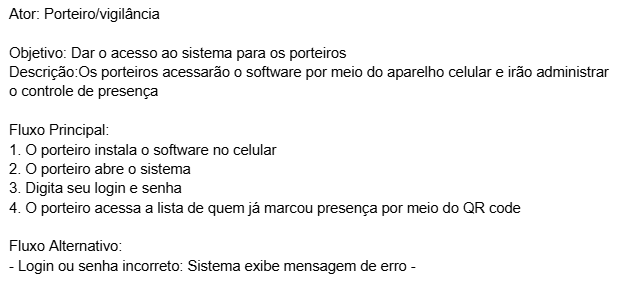 Ator: Porteiro/vigilância
Objetivo: Dar o acesso ao sistema para os porteiros
Descrição:Os porteiros acessarão o software por meio do aparelho celular e irão administrar
o controle de presença
Fluxo Principal:
1. O porteiro instala o software no celular
2. O porteiro abre o sistema
3. Digita seu login e senha
4. O porteiro acessa a lista de quem já marcou presença por meio do QR code
Fluxo Alternativo:
- Login ou senha incorreto: Sistema exibe mensagem de erro -